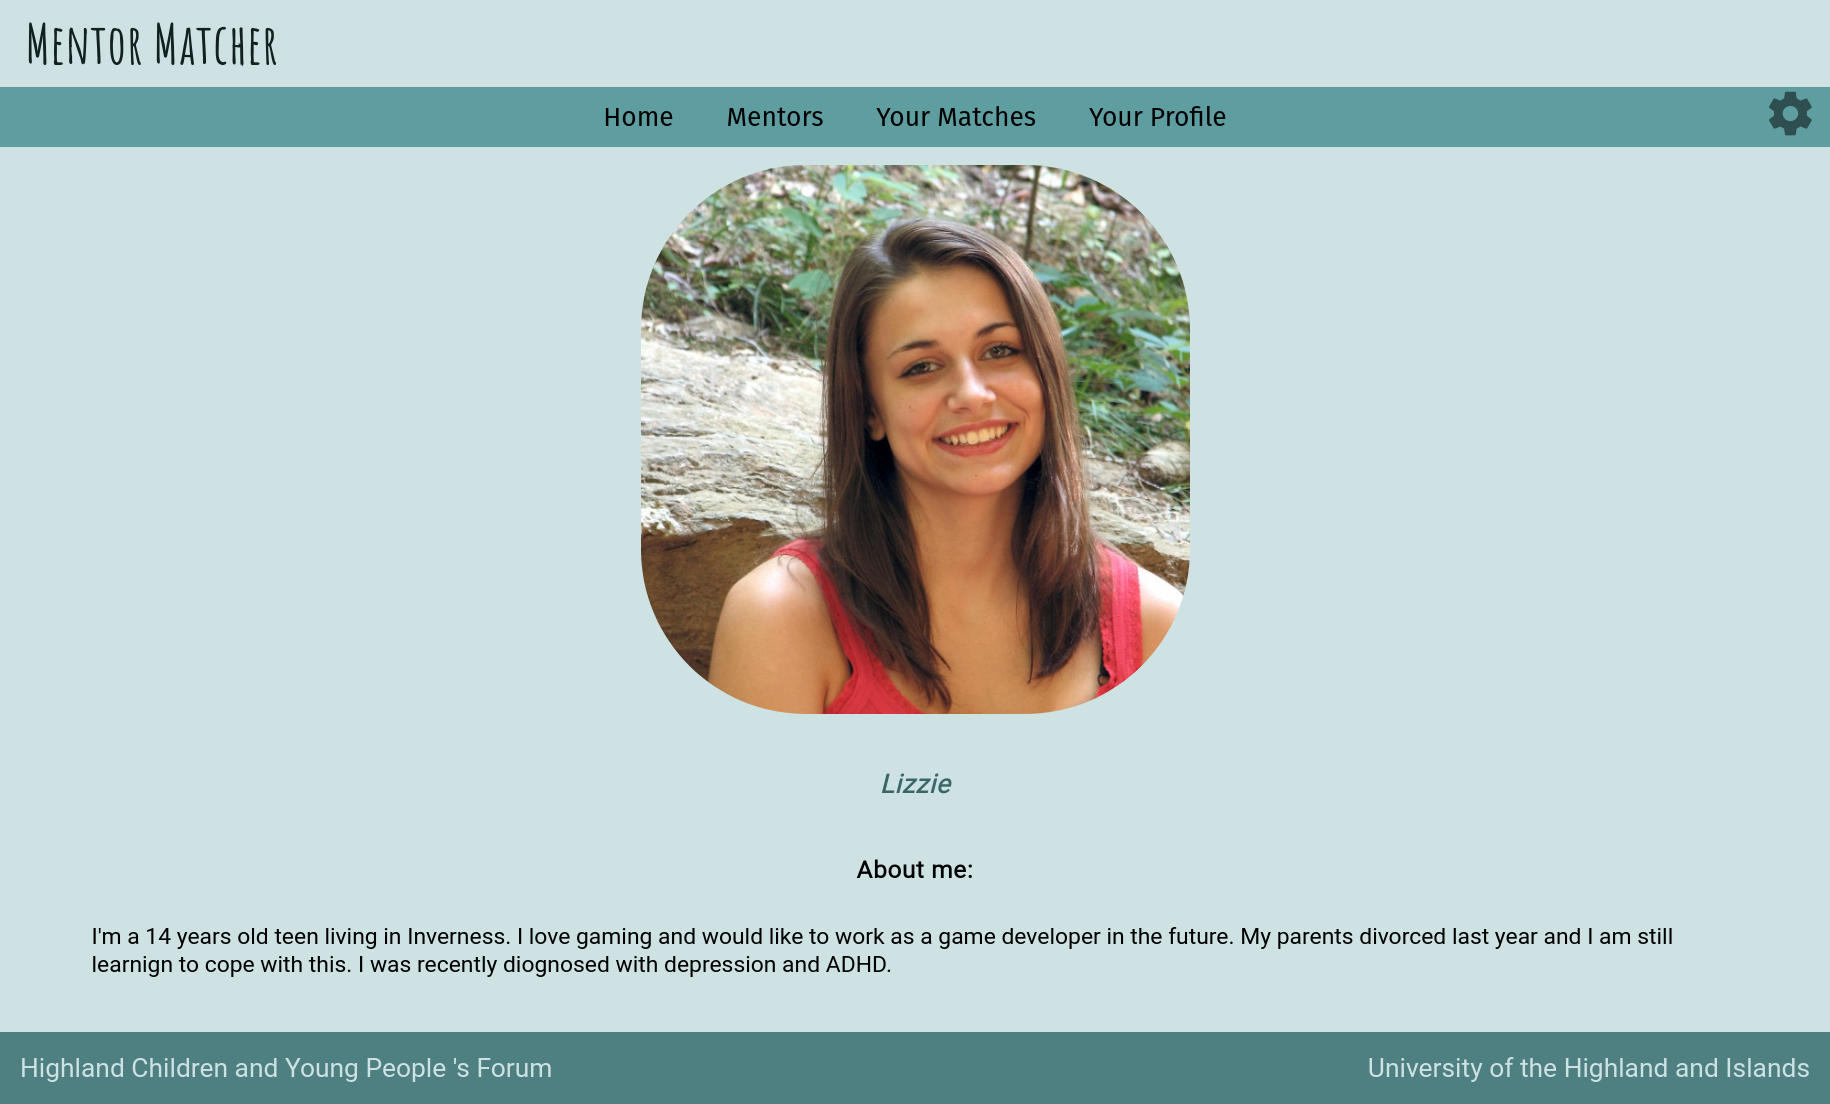 Mentor Matcher
Home Mentors Your Matches Your Profile
Lizzie
About me:
I'm a 14 years old teen living in Inverness. I love gaming and would like to work as a game developer in the future. My parents divorced last year and I am still
learnign to cope with this. I was recently diognosed with depression and ADHD.
Highland Children and Young People 's Forum
University of the Highland and Islands